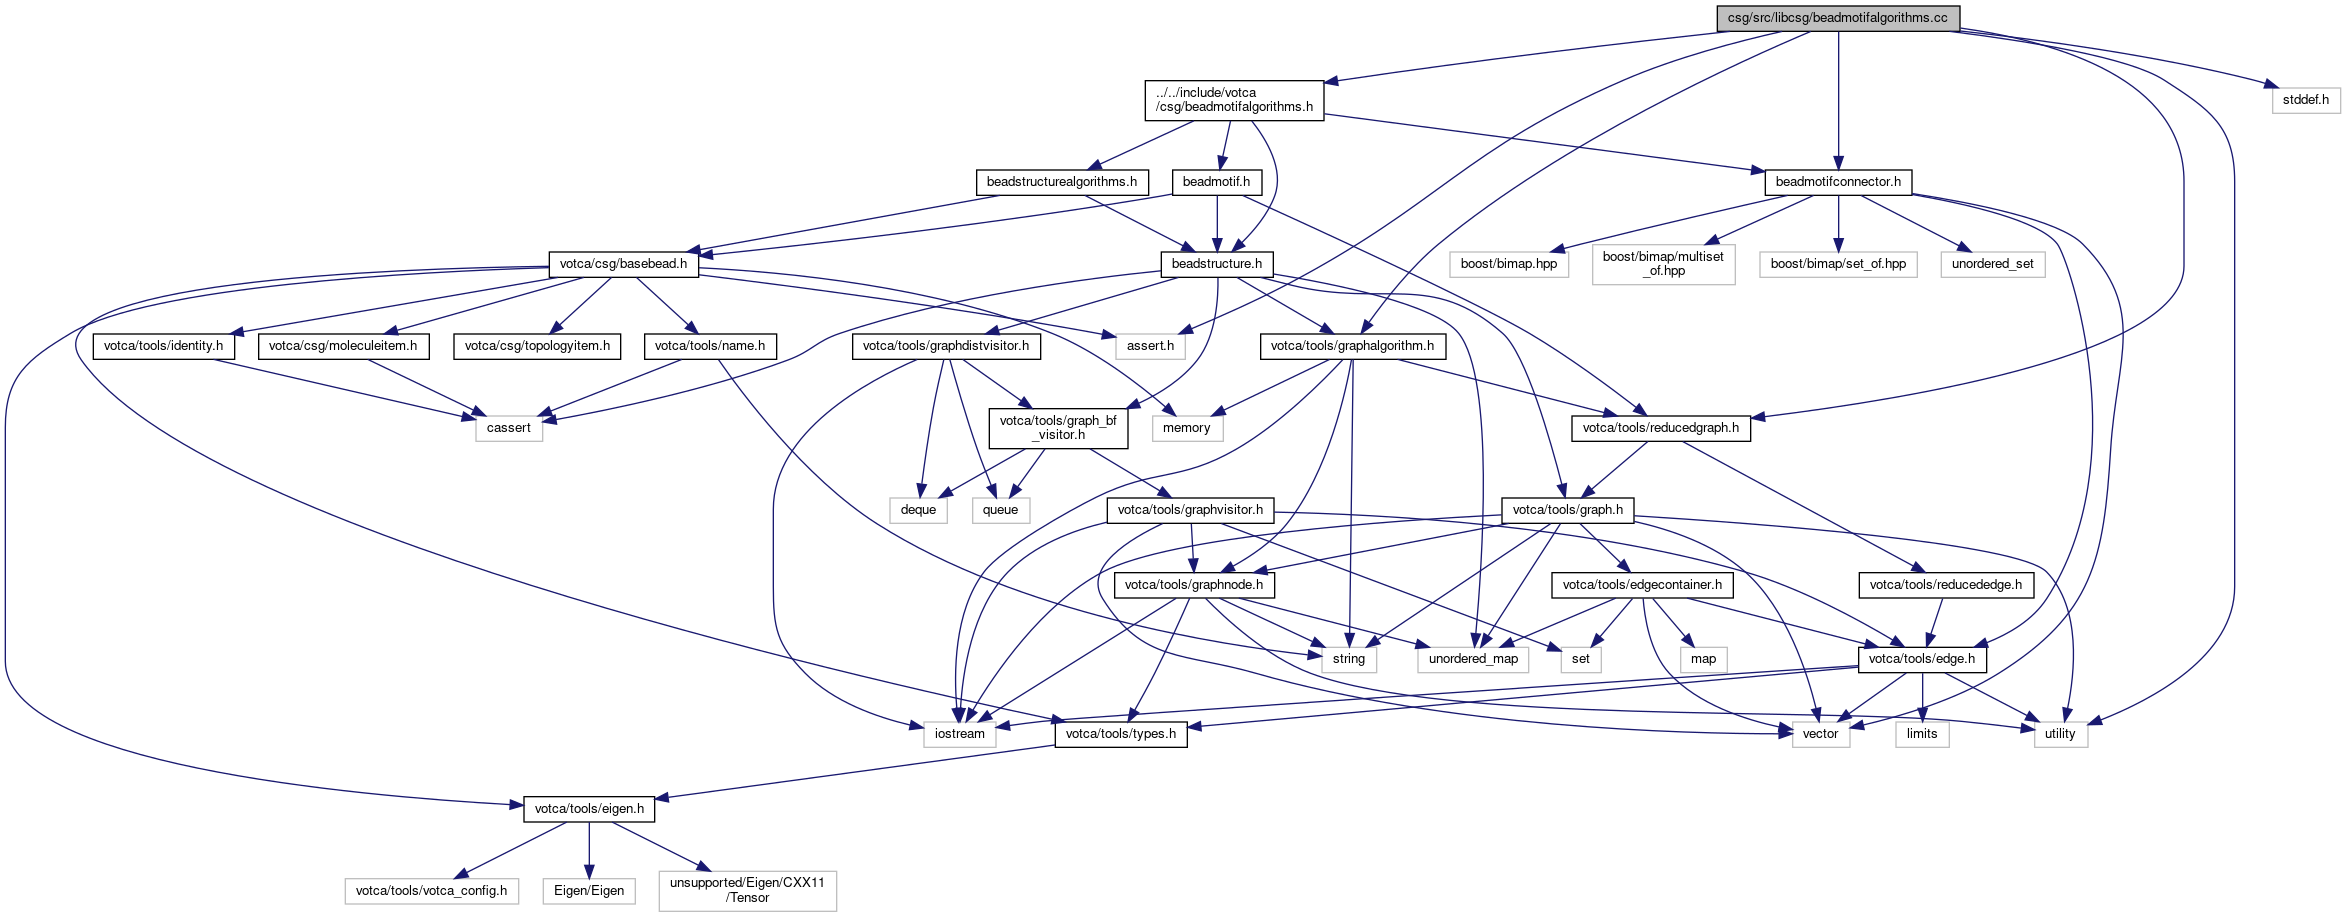 csg/src/libcsg/beadmotifalgorithms.cc
../../include/votca
/csg/beadmotifalgorithms.h
stddef.h
beadstructurealgorithms.h
beadmotif.h
beadmotifconnector.h
votca/csg/basebead.h
beadstructure.h
boost/bimap.hpp
boost/bimap/multiset
_of.hpp
boost/bimap/set_of.hpp
unordered_set
votca/tools/identity.h
votca/csg/moleculeitem.h
votca/csg/topologyitem.h
votca/tools/name.h
votca/tools/graphdistvisitor.h
assert.h
votca/tools/graphalgorithm.h
cassert
votca/tools/graph_bf
_visitor.h
memory
votca/tools/reducedgraph.h
deque
queue
votca/tools/graphvisitor.h
votca/tools/graph.h
votca/tools/graphnode.h
votca/tools/edgecontainer.h
votca/tools/reducededge.h
string
unordered_map
set
map
votca/tools/edge.h
iostream
votca/tools/types.h
vector
limits
utility
votca/tools/eigen.h
votca/tools/votca_config.h
Eigen/Eigen
unsupported/Eigen/CXX11
/Tensor